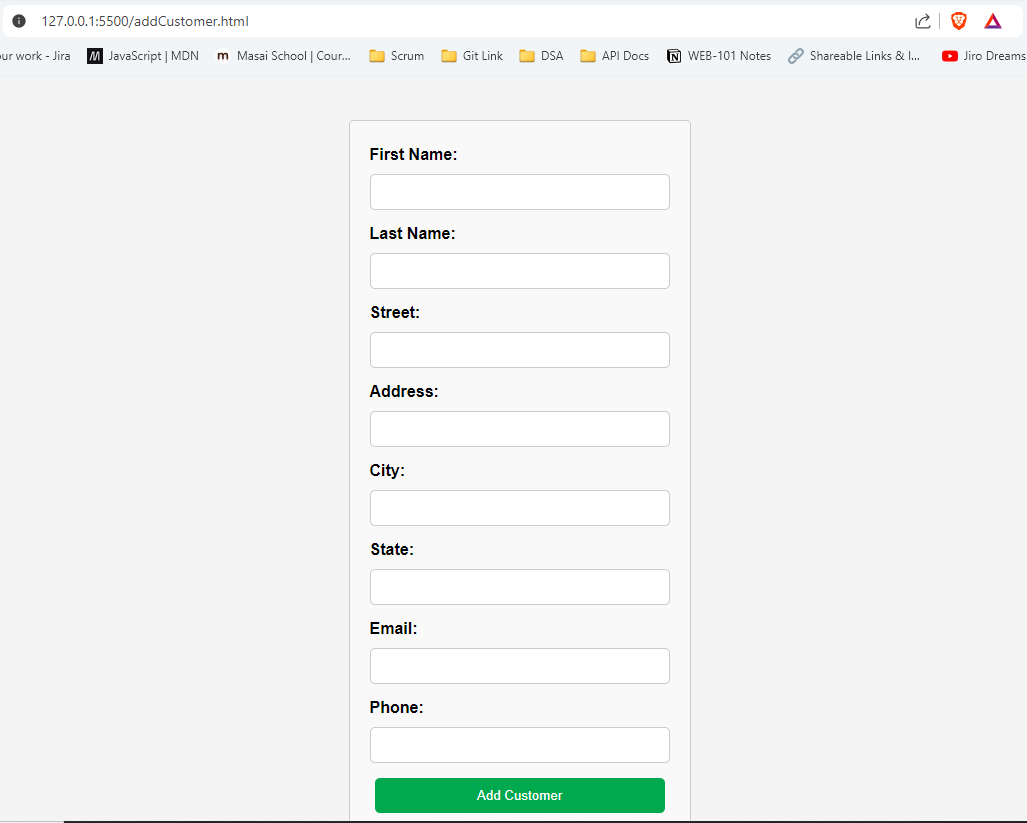 127.0.0.1:5500/addCustomer.html
our work - Jira M JavaScript | MDN m Masai School | Cour... Scrum Git Link DSA API Docs N WEB-101 Notes Shareable Links & I... Jiro Dreams
First Name:
Last Name:
Street:
Address:
City:
State:
Email:
Phone:
Add Customer